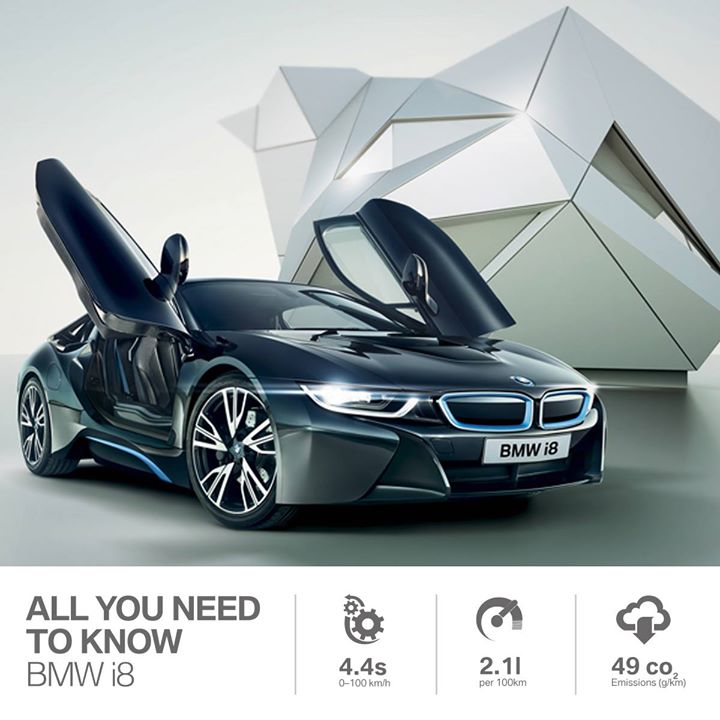 BMW i8
ALL YOU NEED
TO KNOW
BMW i8
4.4s
0-100 km/h
2.1l
per 100km
49 co₂
Emissions (g/km)